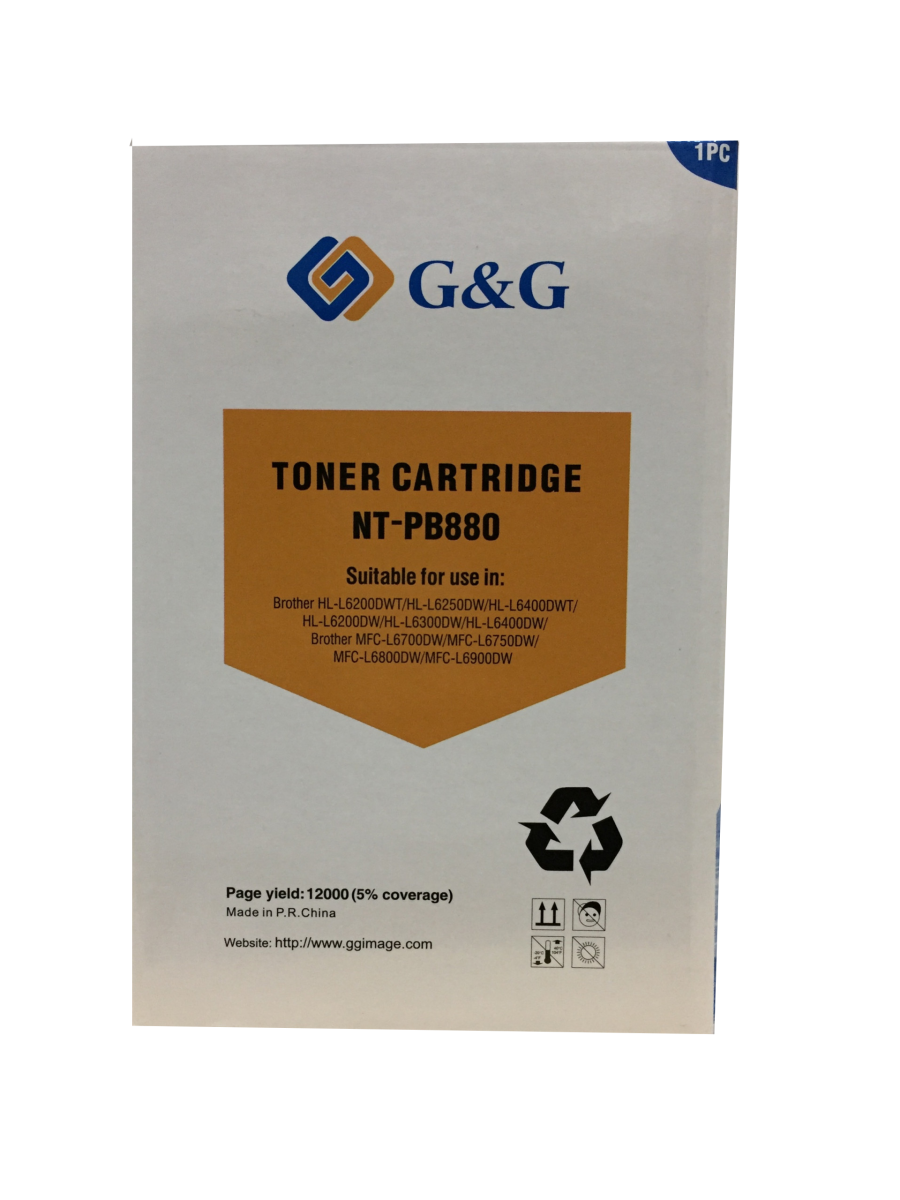 1PC
G&G
TONER CARTRIDGE
NT-PB880
Suitable for use in:
Brother HL-L6200DWT/HL-L6250DW/HL-L6400DWT/
HL-L6200DW/HL-L6300DW/HL-L6400DW/
Brother MFC-L6700DW/MFC-L6750DW/
MFC-L6800DW/MFC-L6900DW
Page yield:12000(5% coverage)
Made in P.R.China
Website: http://www.ggimage.com